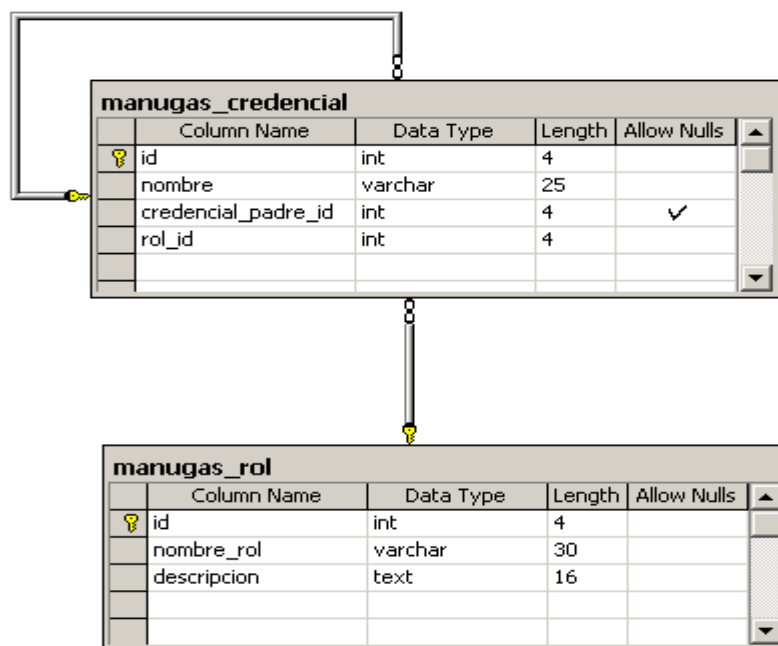 manugas_credencial
Column Name Data Type Length Allow Nulls
id int 4
nombre varchar 25
credencial_padre_id int 4
rol_id int 4
manugas_rol
Column Name Data Type Length Allow Nulls
id int 4
nombre_rol varchar 30
descripcion text 16